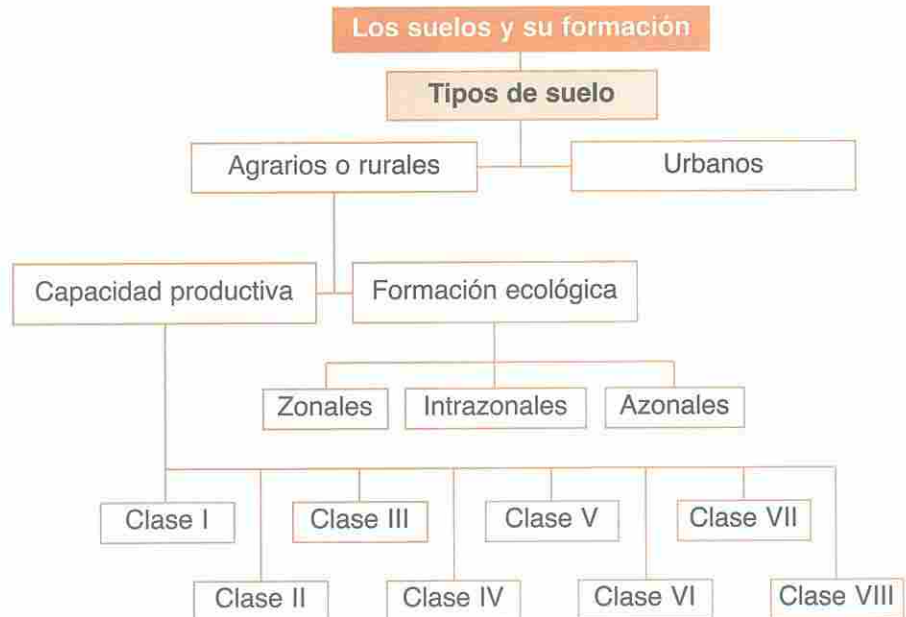 Los suelos y su formación
Tipos de suelo
Agrarios o rurales
Urbanos
Capacidad productiva
Formación ecológica
Zonales
Intrazonales
Azonales
Clase I
Clase III
Clase V
Clase VII
Clase II
Clase IV
Clase VI
Clase VIII